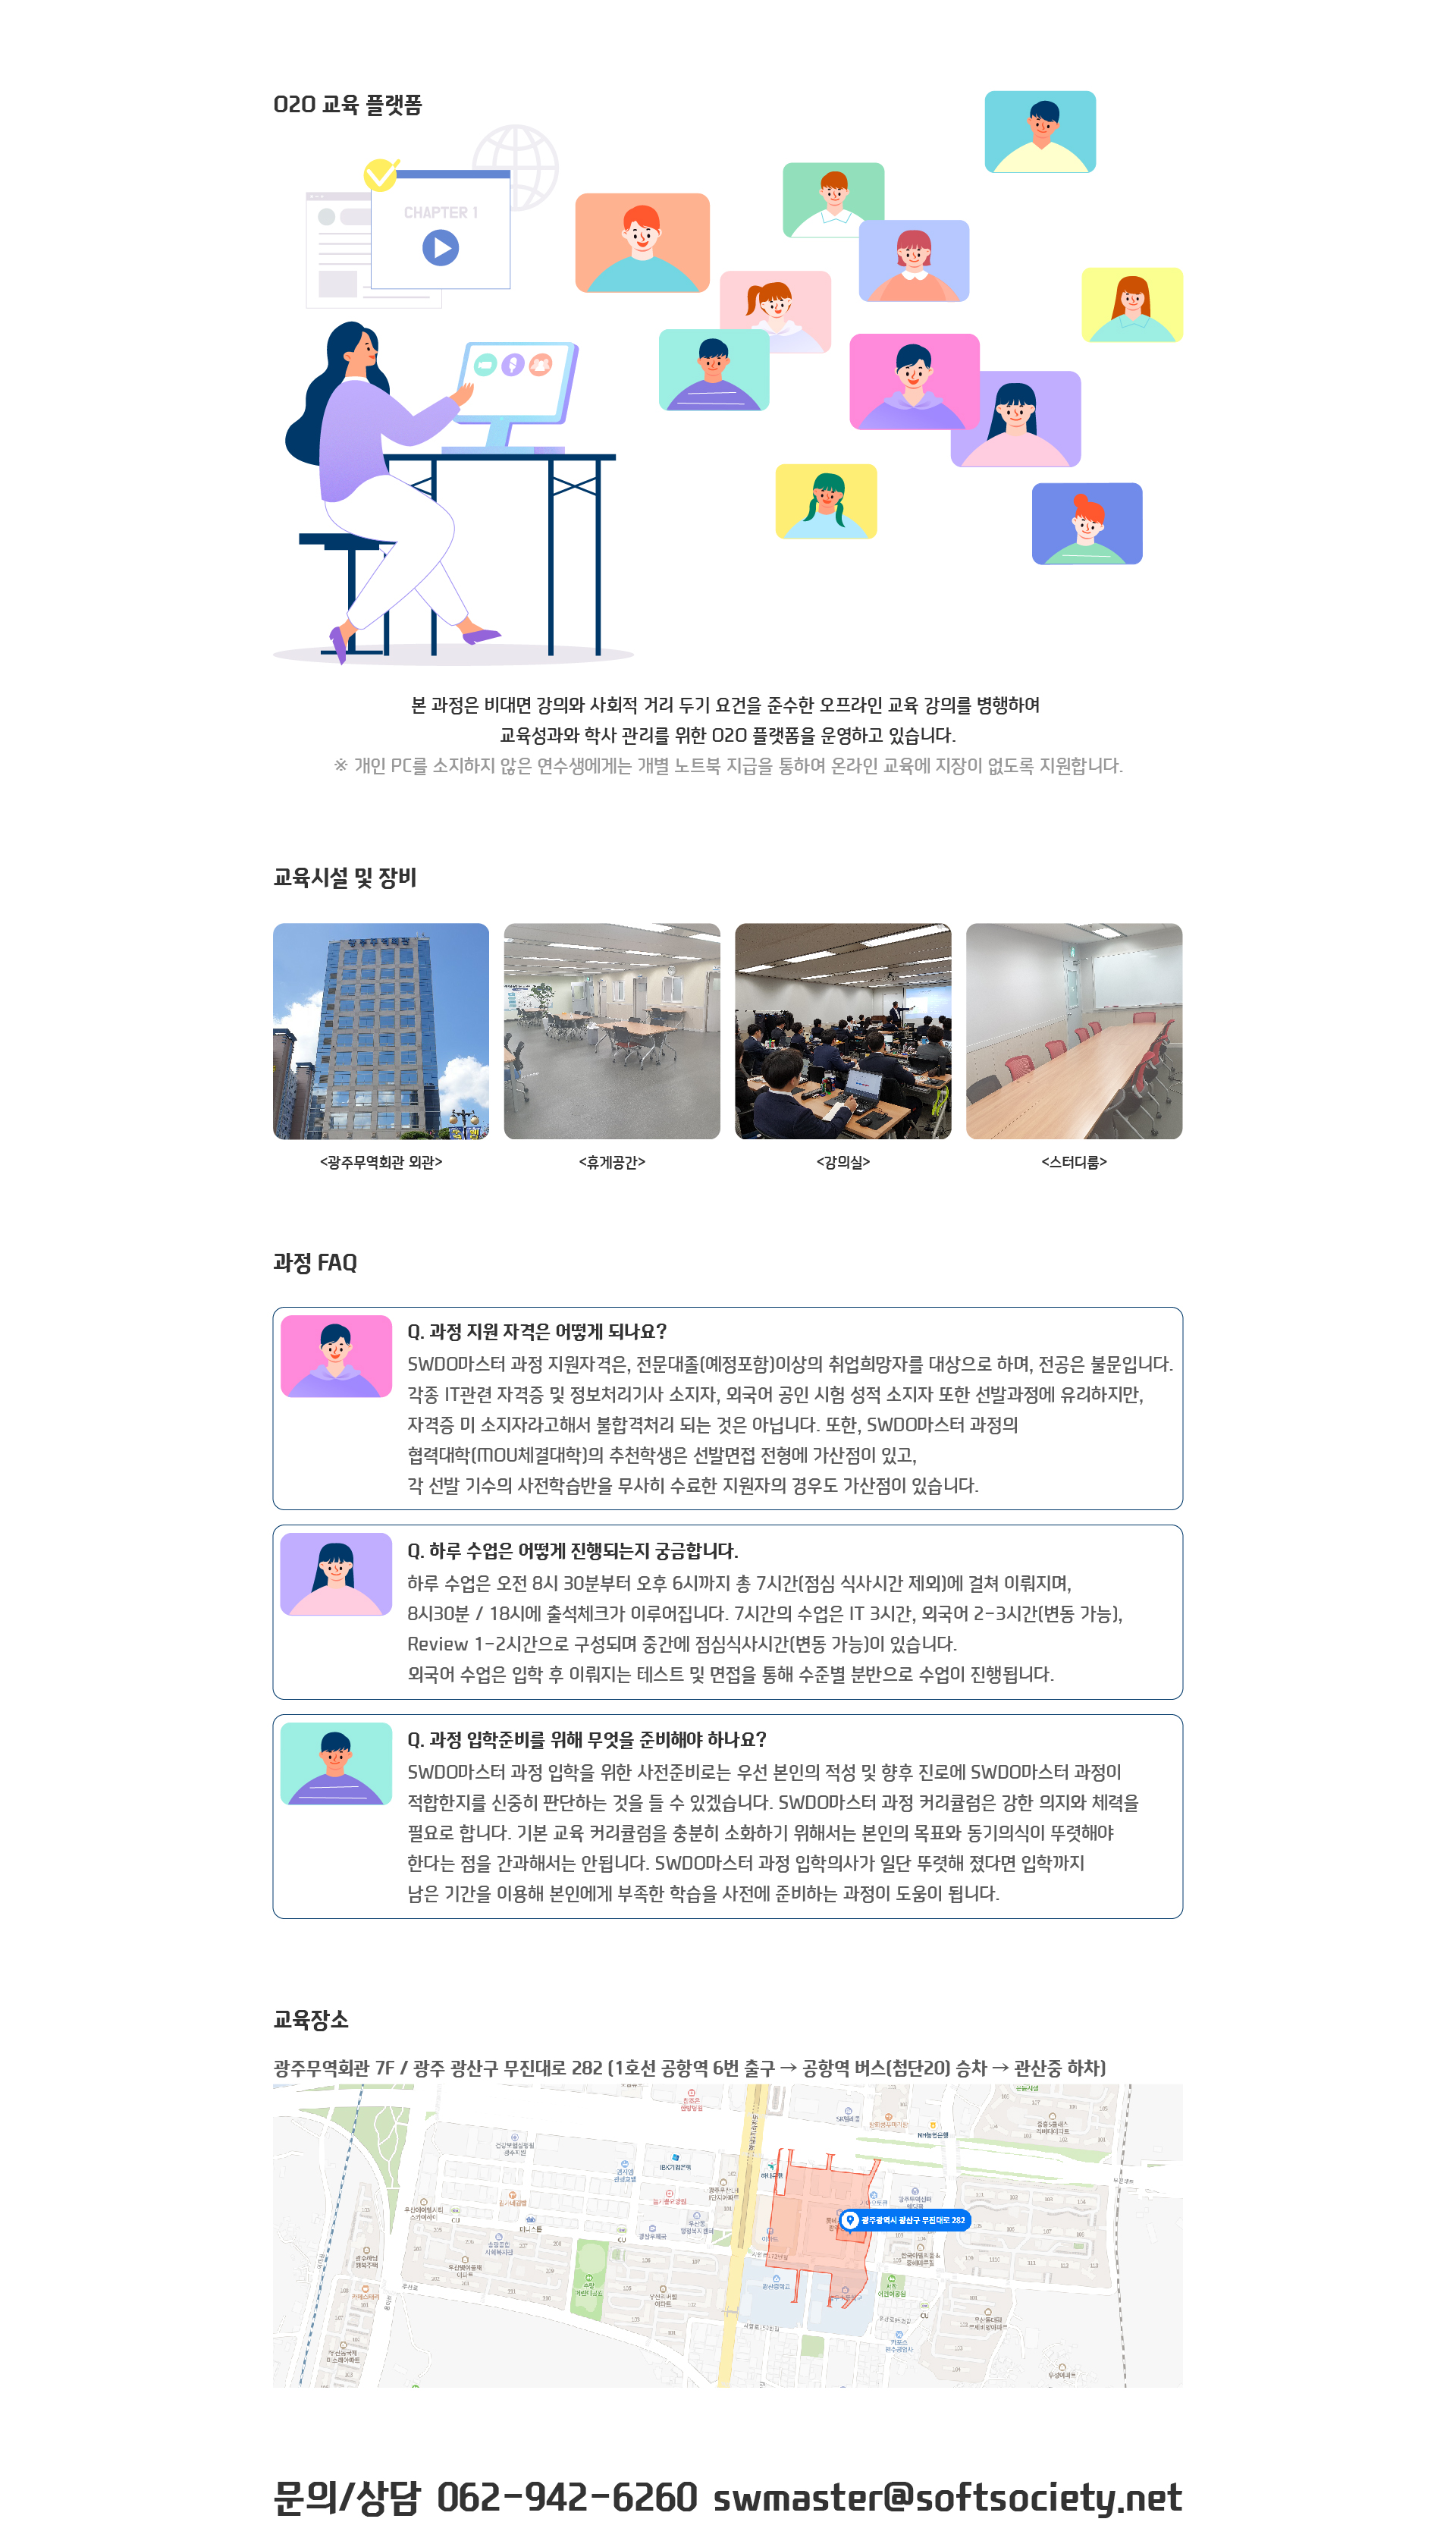 O2O 교육 플랫폼
CHAPTER 1
본 과정은 비대면 강의와 사회적 거리 두기 요건을 준수한 오프라인 교육 강의를 병행하여
교육성과와 학사 관리를 위한 O2O 플랫폼을 운영하고 있습니다.
※ 개인 PC를 소지하지 않은 연수생에게는 개별 노트북 지급을 통하여 온라인 교육에 지장이 없도록 지원합니다.
교육시설 및 장비
<광주무역회관 외관>
<휴게공간>
<강의실>
<스터디룸>
과정 FAQ
Q. 과정 지원 자격은 어떻게 되나요?
SWDO마스터 과정 지원자격은, 전문대졸(예정포함)이상의 취업희망자를 대상으로 하며, 전공은 불문입니다.
각종 IT관련 자격증 및 정보처리기사 소지자, 외국어 공인 시험 성적 소지자 또한 선발과정에 유리하지만,
자격증 미 소지자라고해서 불합격처리 되는 것은 아닙니다. 또한, SWDO마스터 과정의
협력대학(MOU체결대학)의 추천학생은 선발면접 전형에 가산점이 있고,
각 선발 기수의 사전학습반을 무사히 수료한 지원자의 경우도 가산점이 있습니다.
Q. 하루 수업은 어떻게 진행되는지 궁금합니다.
하루 수업은 오전 8시 30분부터 오후 6시까지 총 7시간(점심 식사시간 제외)에 걸쳐 이뤄지며,
8시30분 / 18시에 출석체크가 이루어집니다. 7시간의 수업은 IT 3시간, 외국어 2-3시간(변동 가능),
Review 1-2시간으로 구성되며 중간에 점심식사시간(변동 가능)이 있습니다.
외국어 수업은 입학 후 이뤄지는 테스트 및 면접을 통해 수준별 분반으로 수업이 진행됩니다.
Q. 과정 입학준비를 위해 무엇을 준비해야 하나요?
SWDO마스터 과정 입학을 위한 사전준비로는 우선 본인의 적성 및 향후 진로에 SWDO마스터 과정이
적합한지를 신중히 판단하는 것을 들 수 있겠습니다. SWDO마스터 과정 커리큘럼은 강한 의지와 체력을
필요로 합니다. 기본 교육 커리큘럼을 충분히 소화하기 위해서는 본인의 목표와 동기의식이 뚜렷해야
한다는 점을 간과해서는 안됩니다. SWDO마스터 과정 입학의사가 일단 뚜렷해 졌다면 입학까지
남은 기간을 이용해 본인에게 부족한 학습을 사전에 준비하는 과정이 도움이 됩니다.
교육장소
광주무역회관 7F / 광주 광산구 무진대로 282 (1호선 공항역 6번 출구 → 공항역 버스(첨단20) 승차 → 관산중 하차)
NH농협은행
IBK기업은행
미니스톱
CU
CU
CU
광주광역시 광산구 무진대로 282
문의/상담 062-942-6260 swmaster@softsociety.net